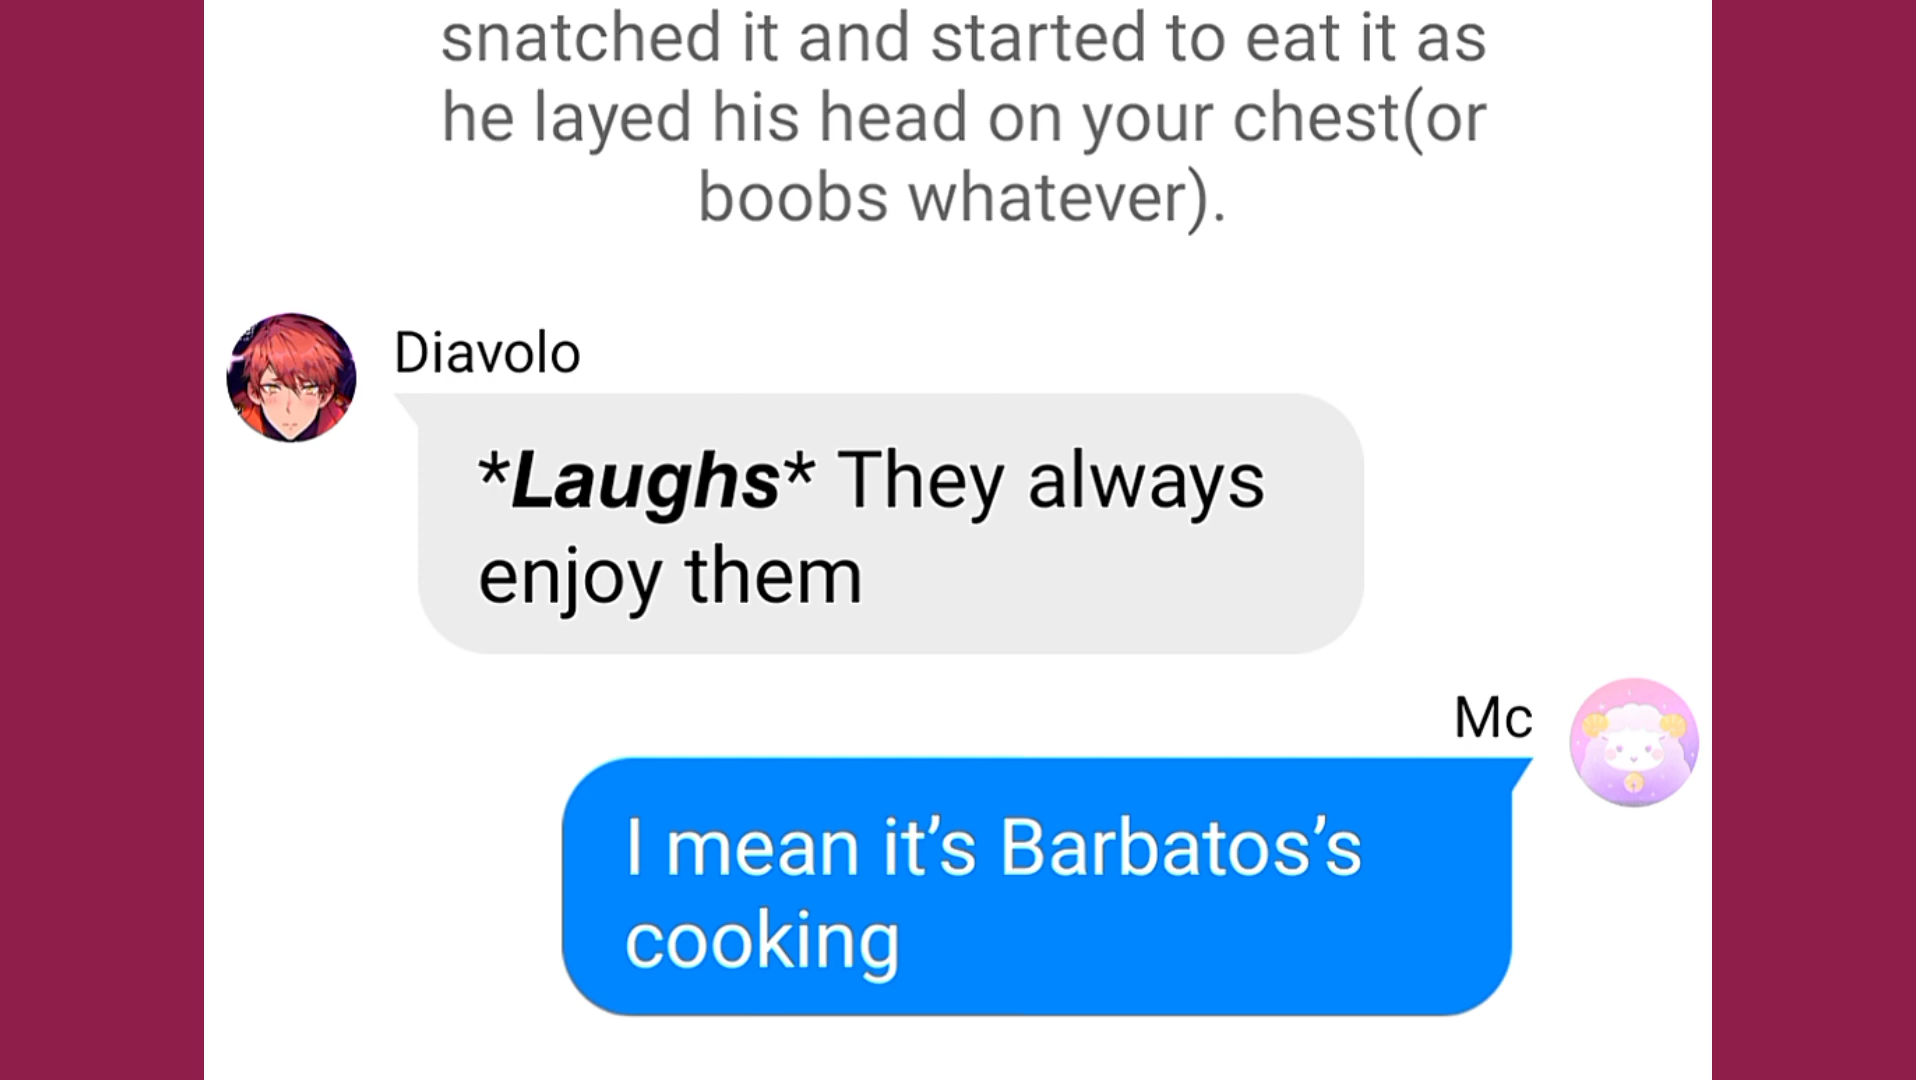 snatched it and started to eat it as
he layed his head on your chest(or
boobs whatever).
Diavolo
*Laughs* They always
enjoy them
Mc
I mean it’s Barbatos’s
cooking